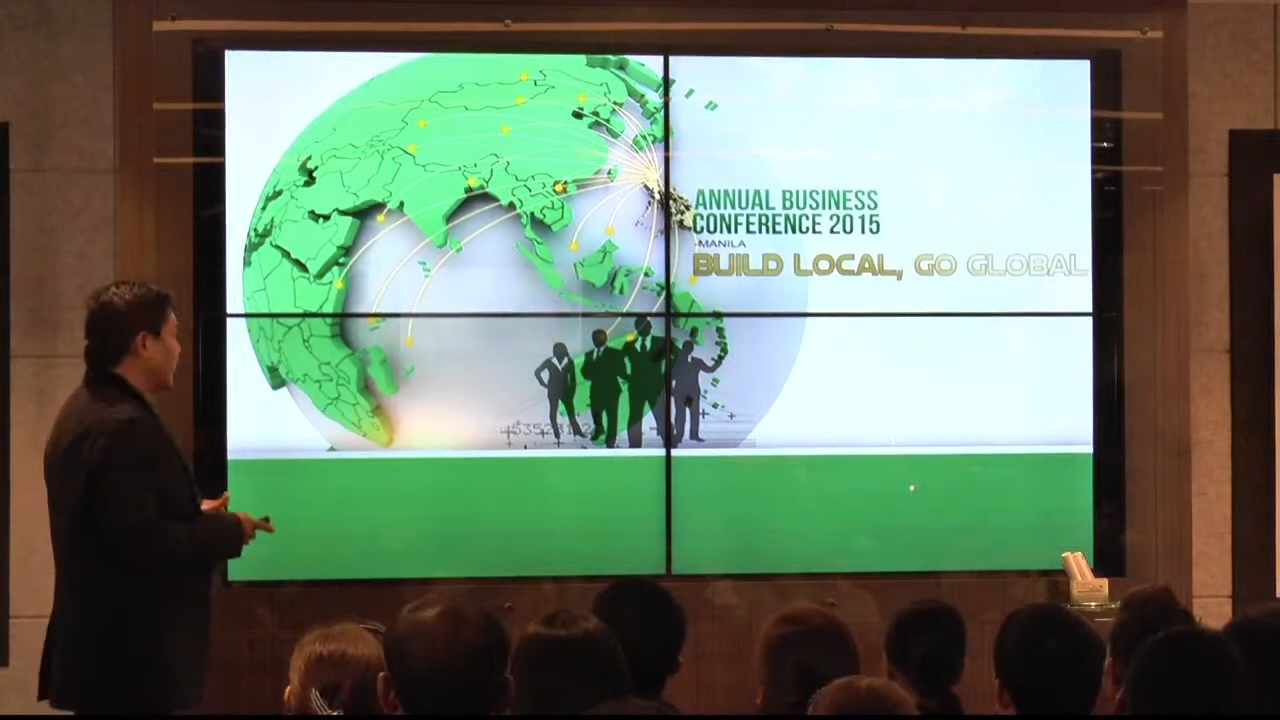 ANNUAL BUSINESS
CONFERENCE 2015
-MANILA
BUILD LOCAL, GO GLOBAL